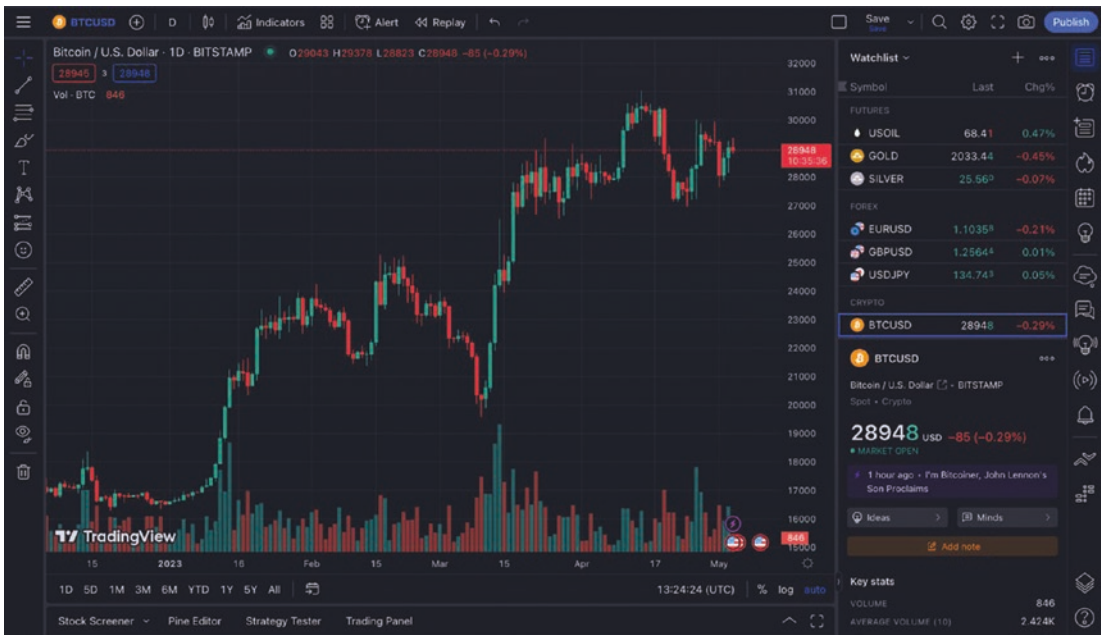 BTCUSD D Indicators Alert Replay Save Save Publish
Bitcoin / U.S. Dollar · 1D · BITSTAMP O29043 H29378 L28823 C28948 −85 (−0.29%)
28945 3 28948
Vol · BTC 846
32000
31000
30000
28948
10:35:36
28000
27000
26000
25000
24000
23000
22000
21000
20000
19000
18000
17000
16000
846
15000
TradingView
15 2023 16 Feb 15 Mar 15 Apr 17 May
1D 5D 1M 3M 6M YTD 1Y 5Y All 13:24:24 (UTC) % log auto
Stock Screener Pine Editor Strategy Tester Trading Panel
Watchlist
Symbol Last Chg%
FUTURES
USOIL 68.41 0.47%
GOLD 2033.44 −0.45%
SILVER −0.07%
FOREX
EURUSD 1.10358 −0.21%
GBPUSD 1.25644 0.01%
USDJPY 134.743 0.05%
CRYPTO
BTCUSD 28948 −0.29%
BTCUSD
Bitcoin / U.S. Dollar - BITSTAMP
Spot • Crypto
28948 USD −85 (−0.29%)
MARKET OPEN
1 hour ago • I'm Bitcoiner, John Lennon's
Son Proclaims
Ideas Minds
Add note
Key stats
VOLUME 846
AVERAGE VOLUME (10) 2.424K